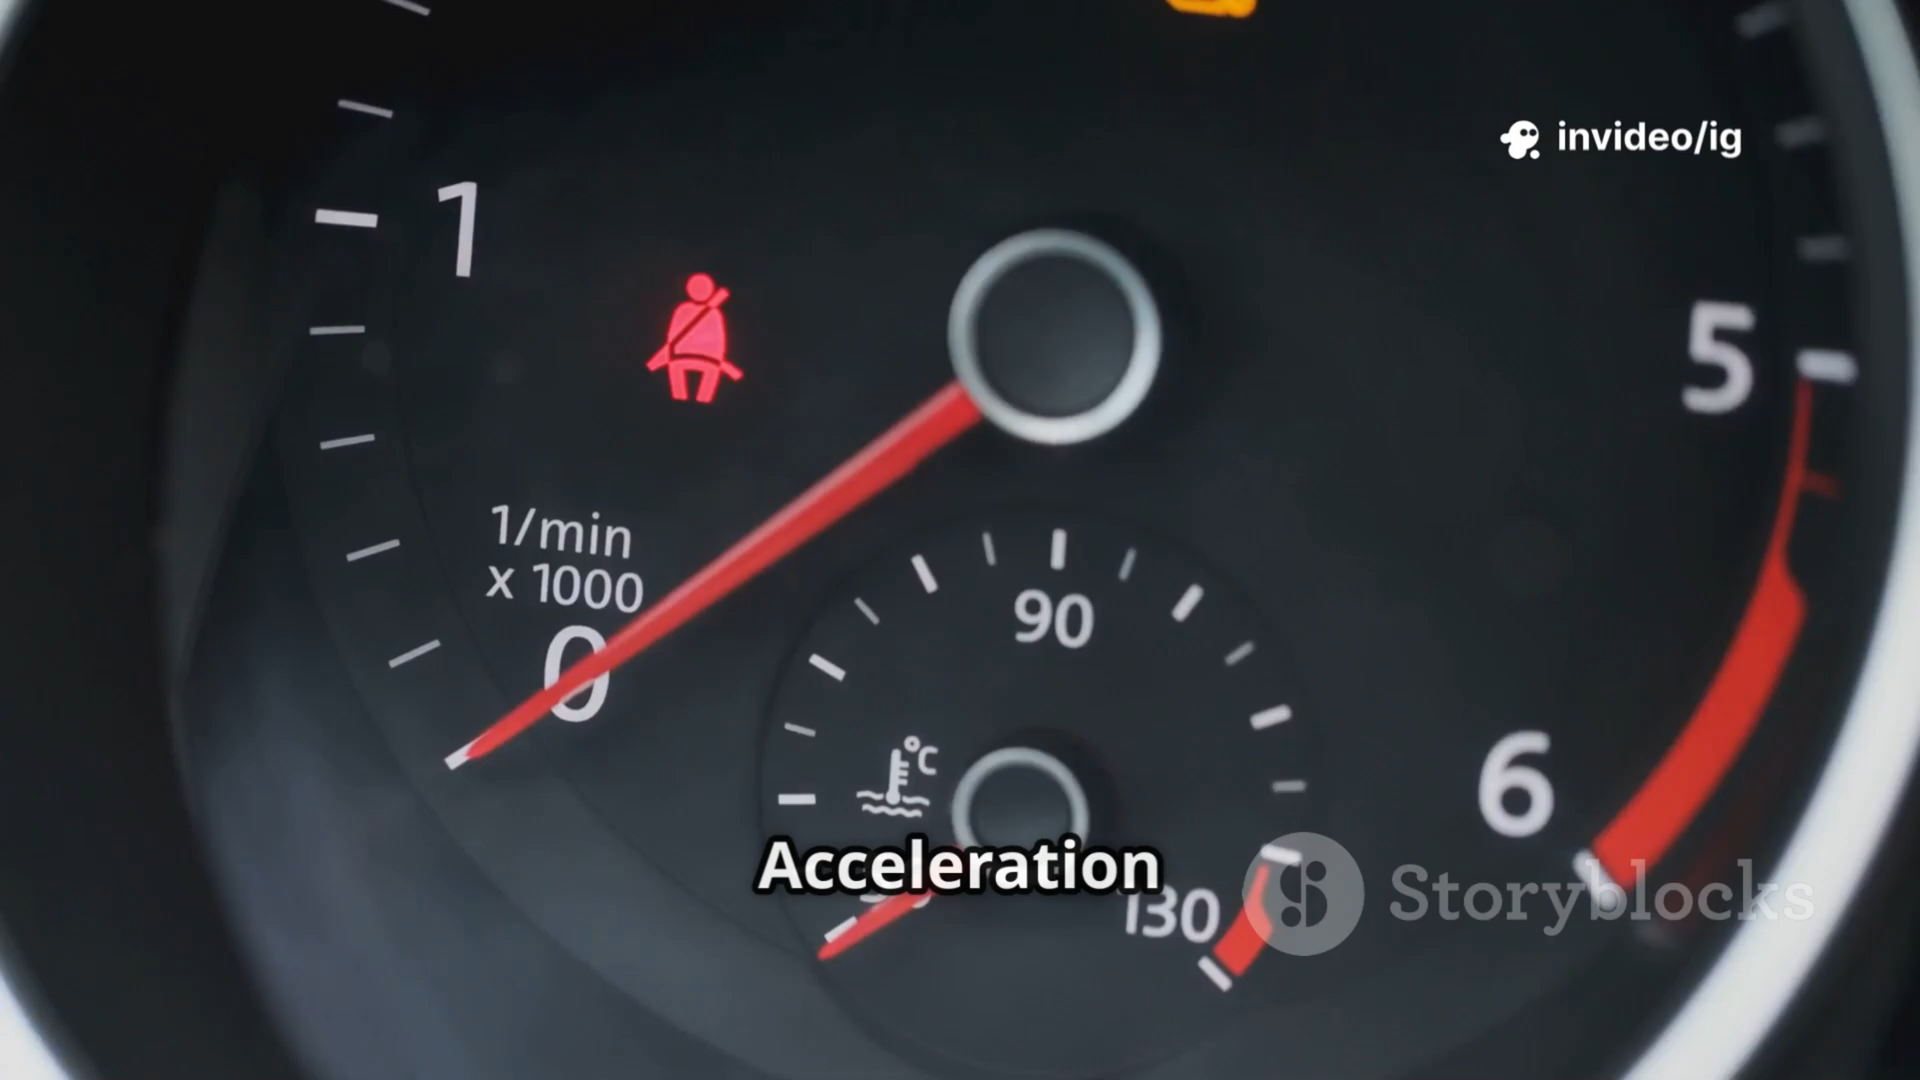 invideo/ig
1
5
1/min
x 1000
0
90
6
°C
Acceleration
130
Storyblocks